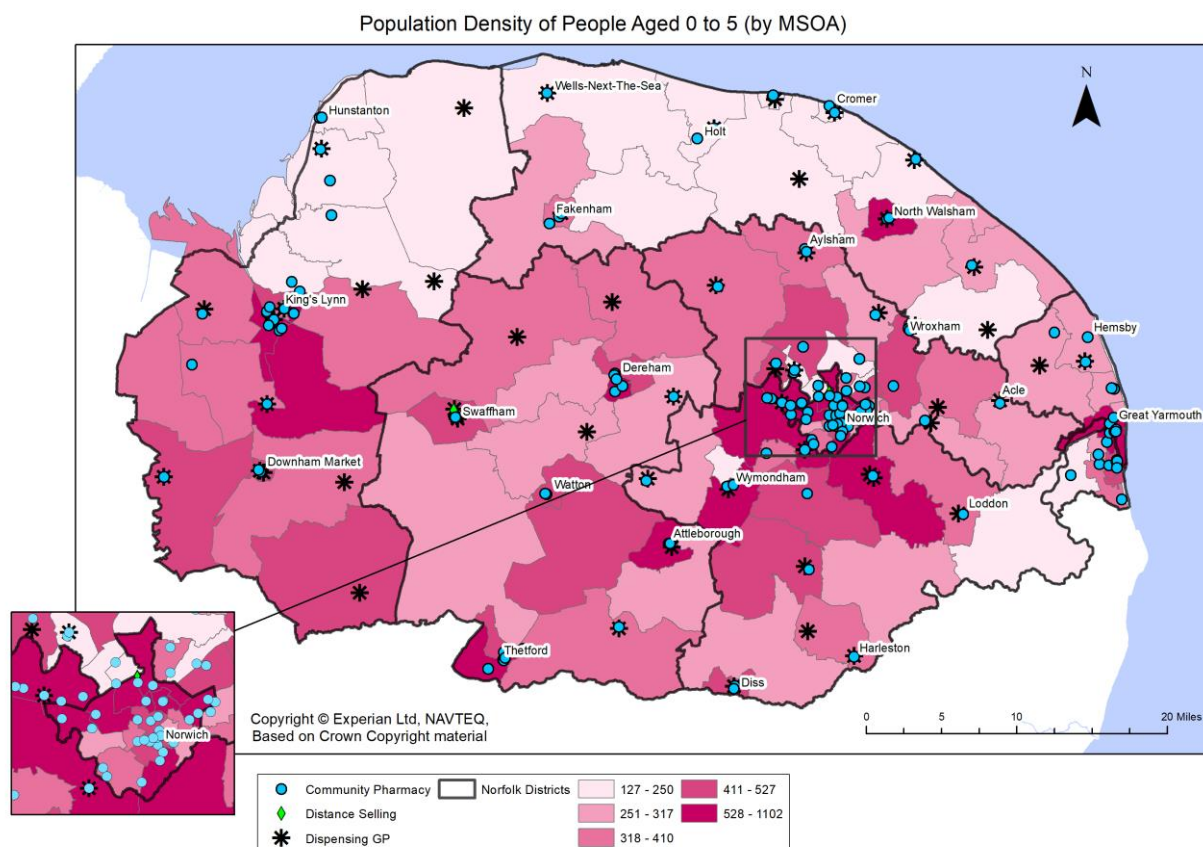 Population Density of People Aged 0 to 5 (by MSOA)
N
Wells-Next-The-Sea
Cromer
Hunstanton
Holt
Fakenham
North Walsham
Aylsham
King's Lynn
Wroxham
Hemsby
Dereham
Acle
Swaffham
Norwich
Great Yarmouth
Downham Market
Wymondham
Watton
Loddon
Attleborough
Thetford
Harleston
Diss
Norwich
Copyright © Experian Ltd, NAVTEQ,
Based on Crown Copyright material
0 5 10 20 Miles
Community Pharmacy
Distance Selling
Dispensing GP
Norfolk Districts
127 - 250
251 - 317
318 - 410
411 - 527
528 - 1102